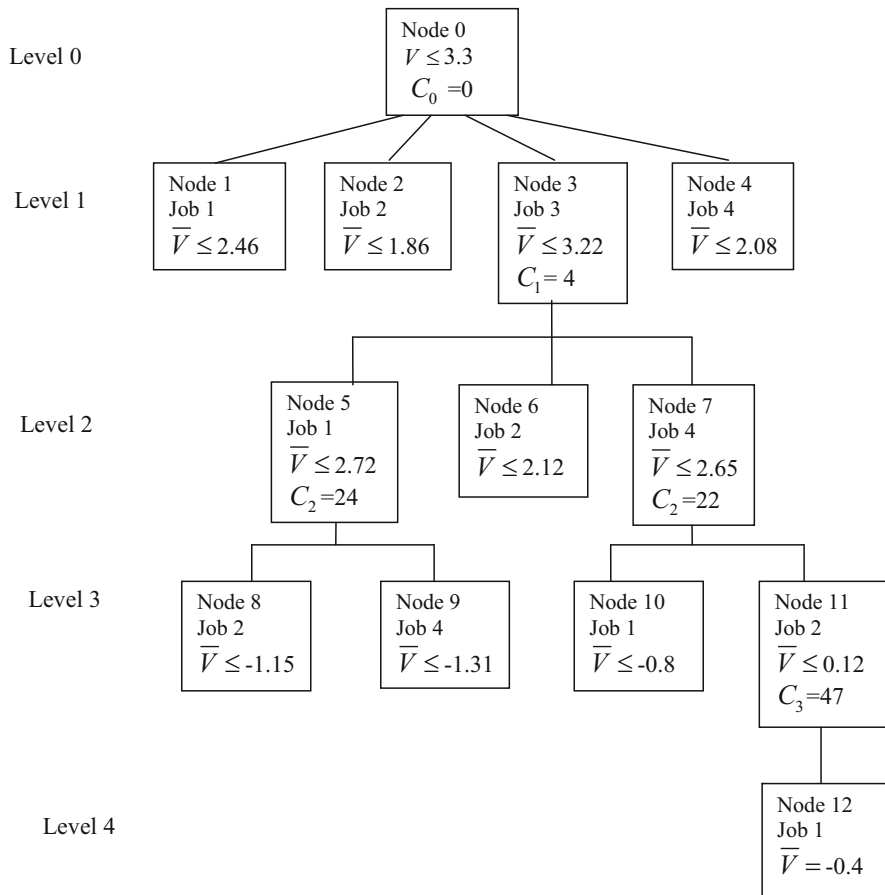 Level 0
Node 0
V ≤ 3.3
C₀ =0
Level 1
Node 1
Job 1
V̅ ≤ 2.46
Node 2
Job 2
V̅ ≤ 1.86
Node 3
Job 3
V̅ ≤ 3.22
C₁= 4
Node 4
Job 4
V̅ ≤ 2.08
Level 2
Node 5
Job 1
V̅ ≤ 2.72
C₂=24
Node 6
Job 2
V̅ ≤ 2.12
Node 7
Job 4
V̅ ≤ 2.65
C₂=22
Level 3
Node 8
Job 2
V̅ ≤ -1.15
Node 9
Job 4
V̅ ≤ -1.31
Node 10
Job 1
V̅ ≤ -0.8
Node 11
Job 2
V̅ ≤ 0.12
C₃=47
Level 4
Node 12
Job 1
V̅ = -0.4